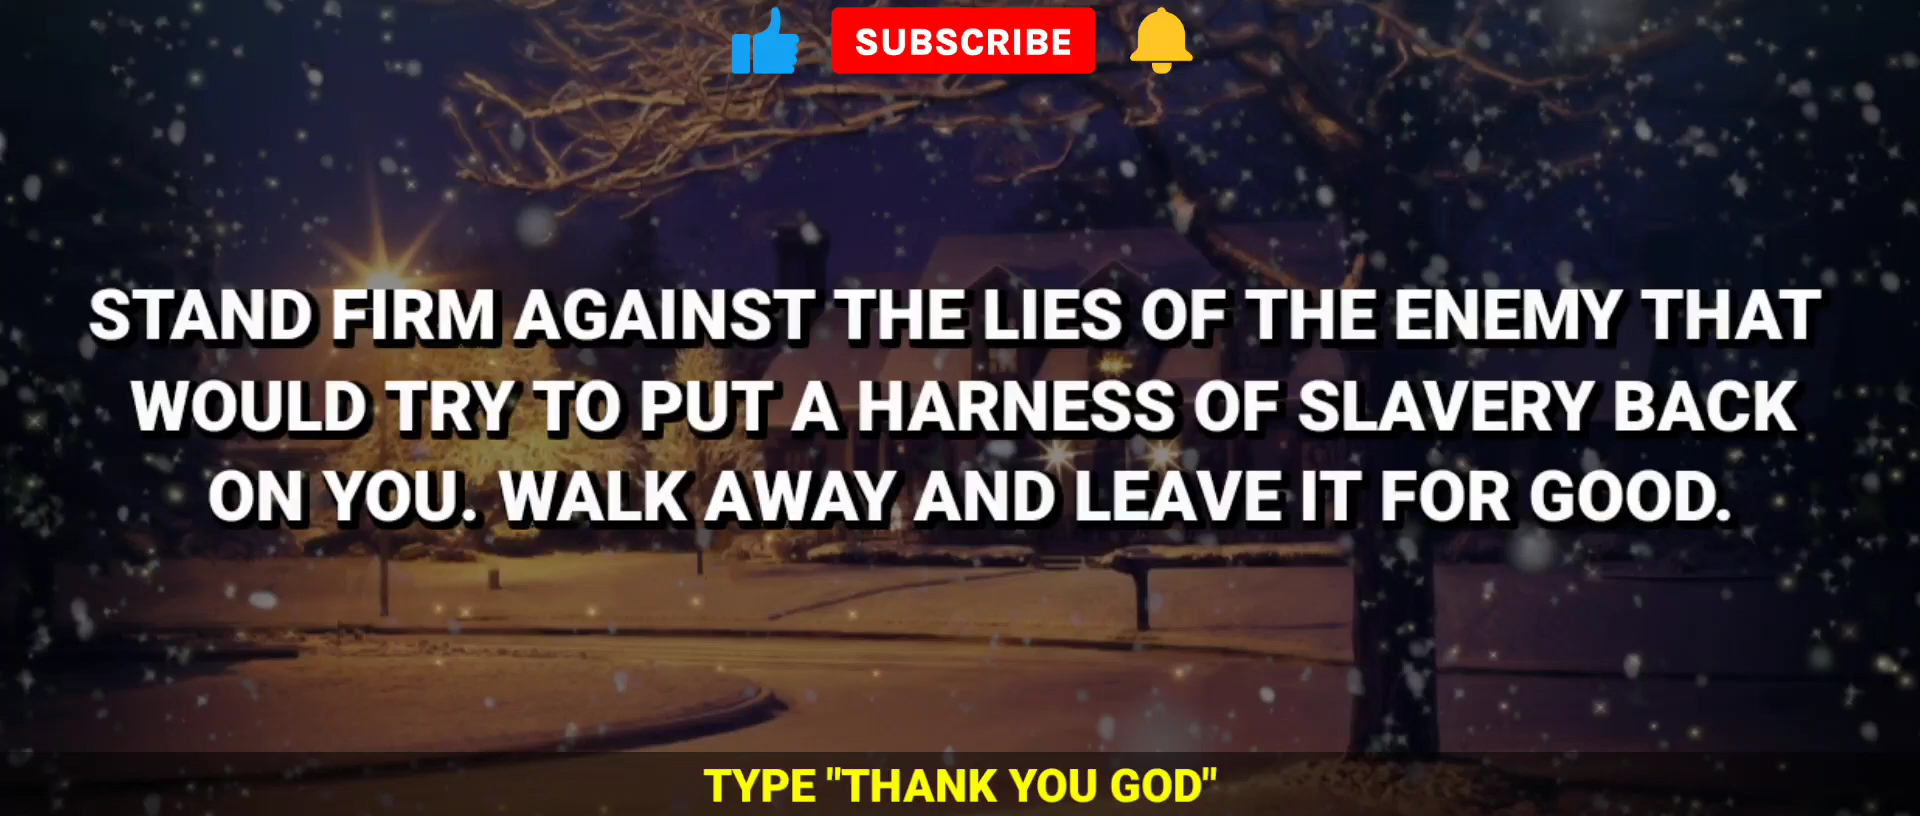 SUBSCRIBE
STAND FIRM AGAINST THE LIES OF THE ENEMY THAT
WOULD TRY TO PUT A HARNESS OF SLAVERY BACK
ON YOU. WALK AWAY AND LEAVE IT FOR GOOD.
TYPE "THANK YOU GOD"